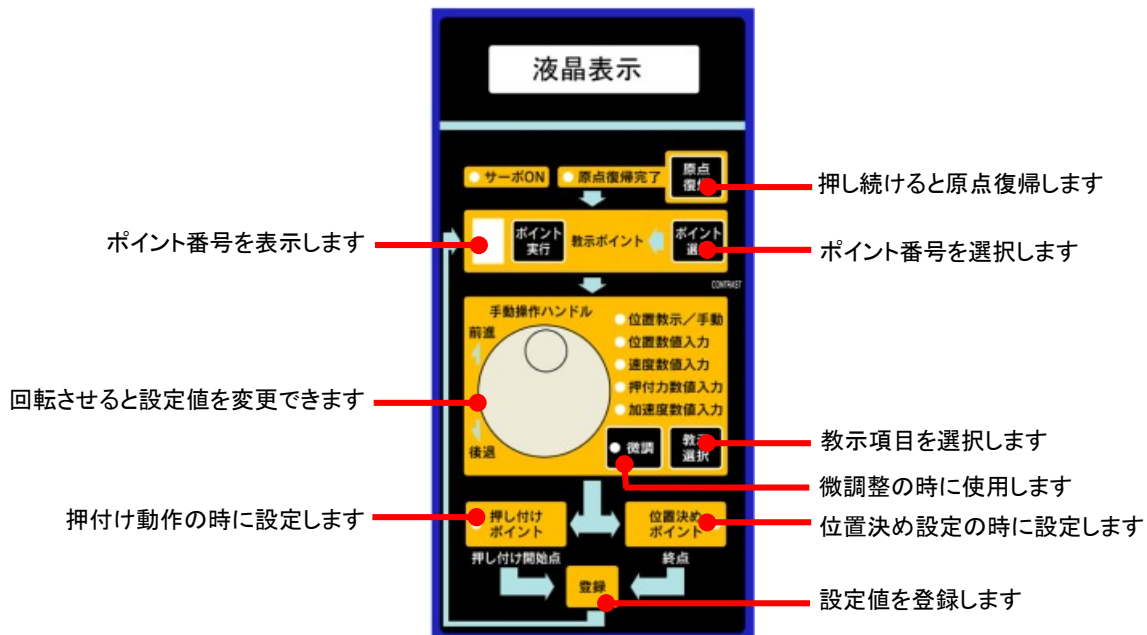 液晶表示
サーボON
原点復帰完了
原点
復帰
押し続けると原点復帰します
ポイント番号を表示します
ポイント
実行
教示ポイント
ポイント
選
ポイント番号を選択します
CONTRAST
手動操作ハンドル
前進
位置教示／手動
位置数値入力
速度数値入力
押付力数値入力
加速度数値入力
回転させると設定値を変更できます
後退
微調
教示
選択
教示項目を選択します
微調整の時に使用します
押付け動作の時に設定します
押し付け
ポイント
位置決め
ポイント
位置決め設定の時に設定します
押し付け開始点
終点
登録
設定値を登録します